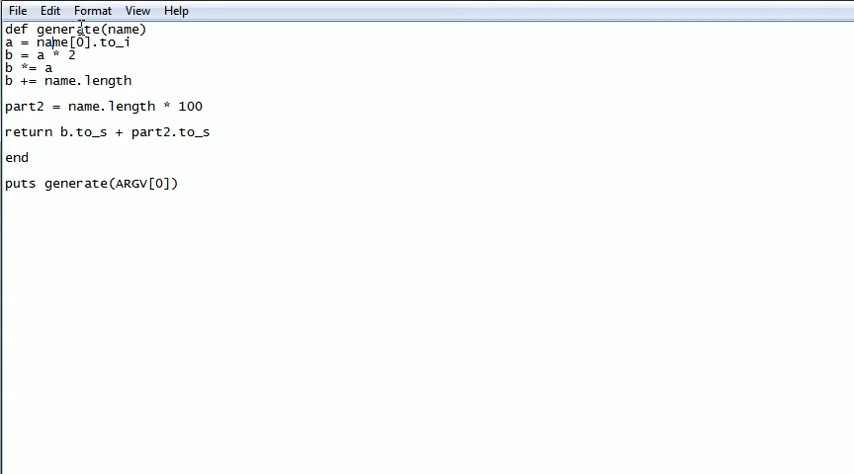 File Edit Format View Help
def generate(name)
a = name[0].to_i
b = a * 2
b *= a
b += name.length
part2 = name.length * 100
return b.to_s + part2.to_s
end
puts generate(ARGV[0])